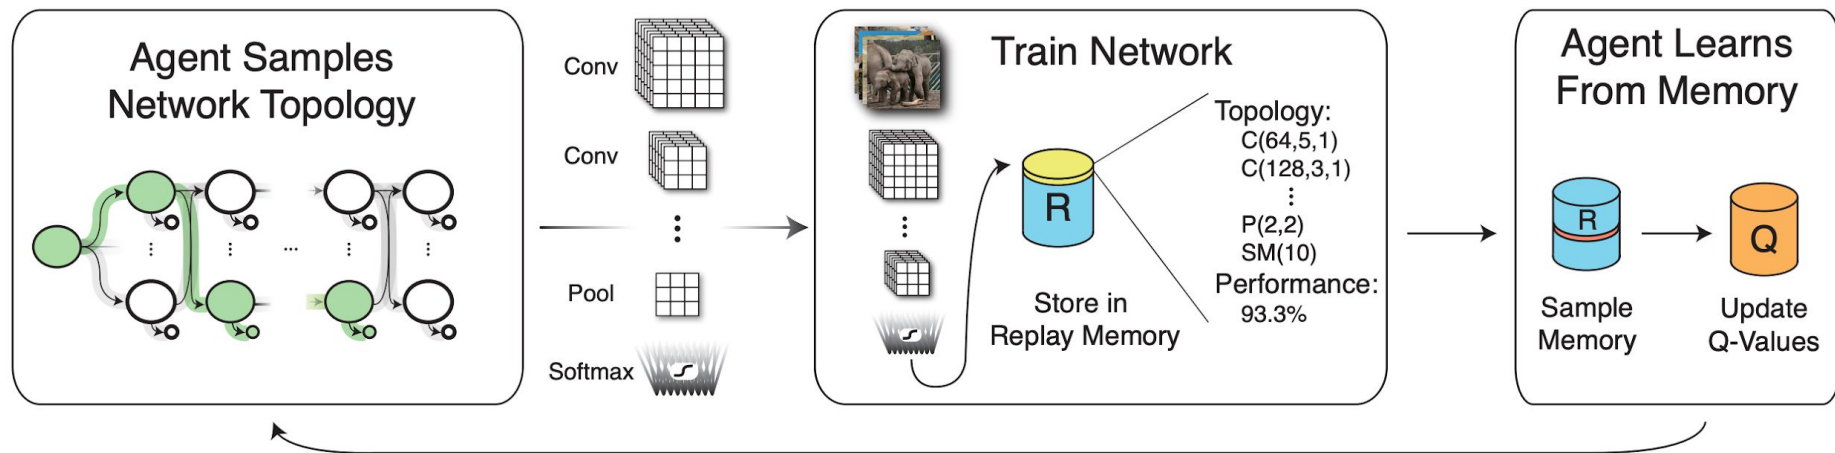 Agent Samples
Network Topology
...
Conv
Conv
Pool
Softmax
Train Network
R
Store in
Replay Memory
Topology:
C(64,5,1)
C(128,3,1)
P(2,2)
SM(10)
Performance:
93.3%
Agent Learns
From Memory
R
Q
Sample
Memory
Update
Q-Values